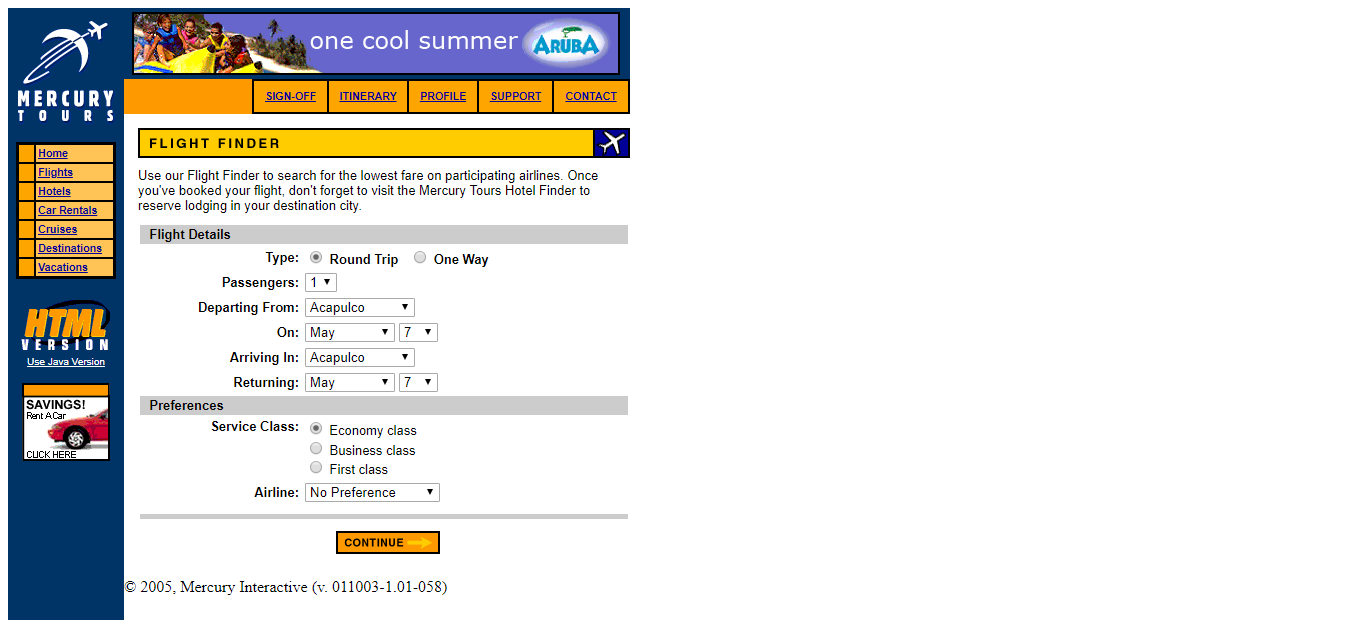 one cool summer ARUBA
MERCURY
TOURS
SIGN-OFF ITINERARY PROFILE SUPPORT CONTACT
Home
Flights
Hotels
Car Rentals
Cruises
Destinations
Vacations
HTML
VERSION
Use Java Version
SAVINGS!
Rent A Car
CLICK HERE
FLIGHT FINDER
Use our Flight Finder to search for the lowest fare on participating airlines. Once
you've booked your flight, don't forget to visit the Mercury Tours Hotel Finder to
reserve lodging in your destination city.
Flight Details
Type: Round Trip One Way
Passengers: 1
Departing From: Acapulco
On: May 7
Arriving In: Acapulco
Returning: May 7
Preferences
Service Class: Economy class
Business class
First class
Airline: No Preference
CONTINUE
© 2005, Mercury Interactive (v. 011003-1.01-058)